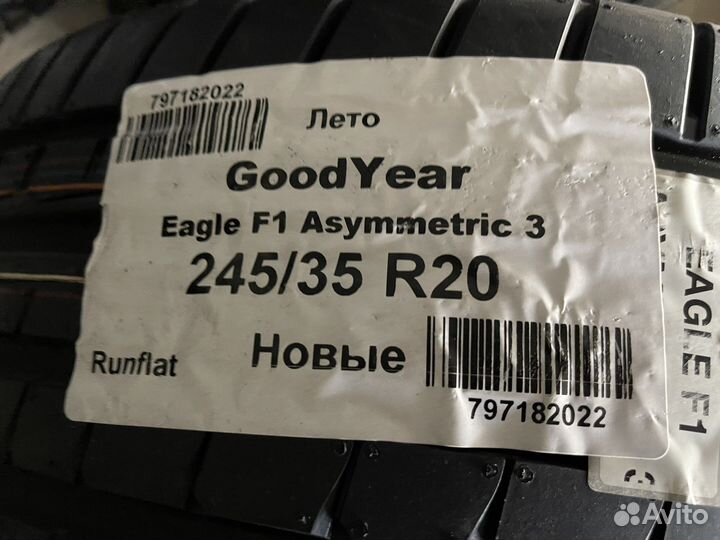 797182022
Лето
GoodYear
Eagle F1 Asymmetric 3
245/35 R20
Runflat
Новые
797182022
EAGLE F1
Avito